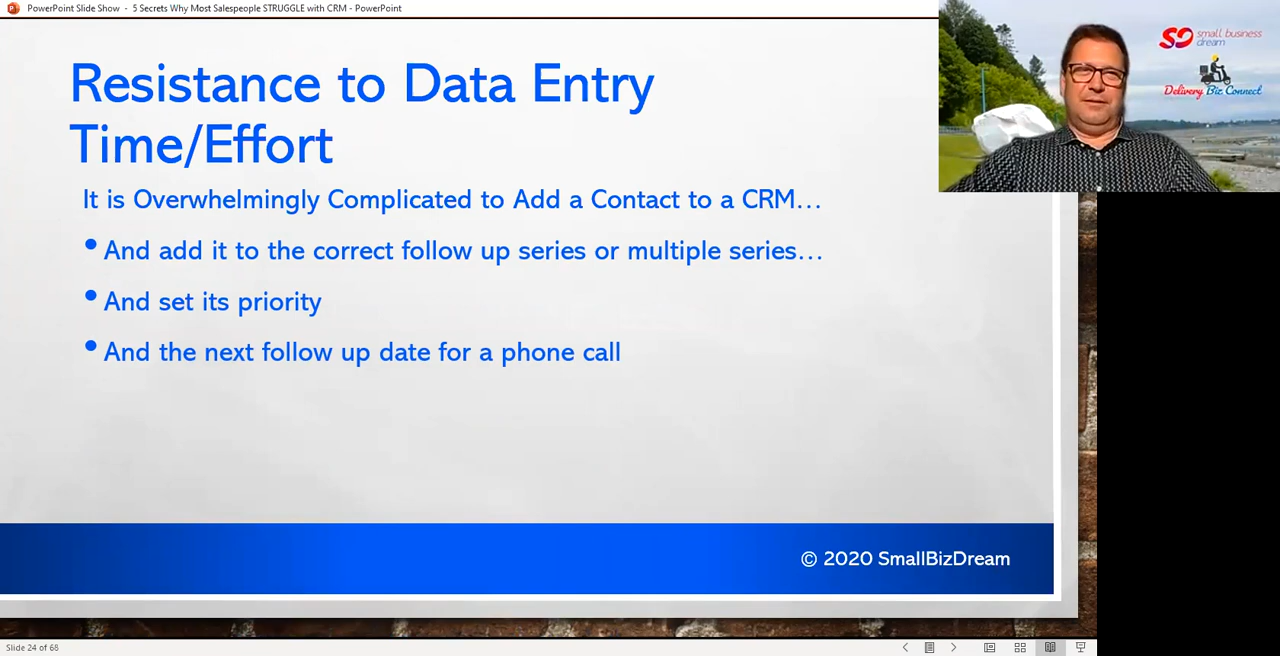 PowerPoint Slide Show - 5 Secrets Why Most Salespeople STRUGGLE with CRM - PowerPoint
small business
dream
Delivery Biz Connect
Resistance to Data Entry
Time/Effort
It is Overwhelmingly Complicated to Add a Contact to a CRM...
• And add it to the correct follow up series or multiple series...
• And set its priority
• And the next follow up date for a phone call
© 2020 SmallBizDream
Slide 24 of 68